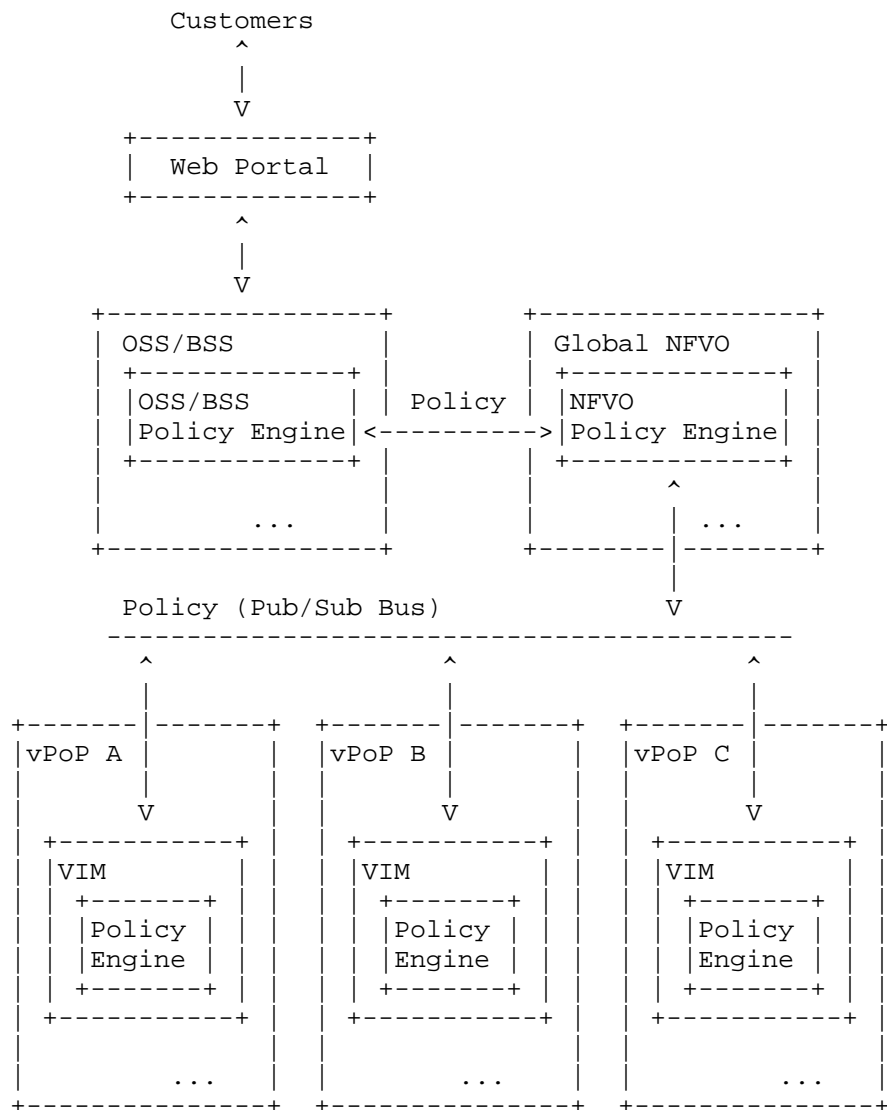 Customers
Web Portal
OSS/BSS
Global NFVO
OSS/BSS
Policy
NFVO
Policy Engine
Policy Engine
...
...
Policy (Pub/Sub Bus)
vPoP A
vPoP B
vPoP C
VIM
VIM
VIM
Policy
Policy
Policy
Engine
Engine
Engine
...
...
...